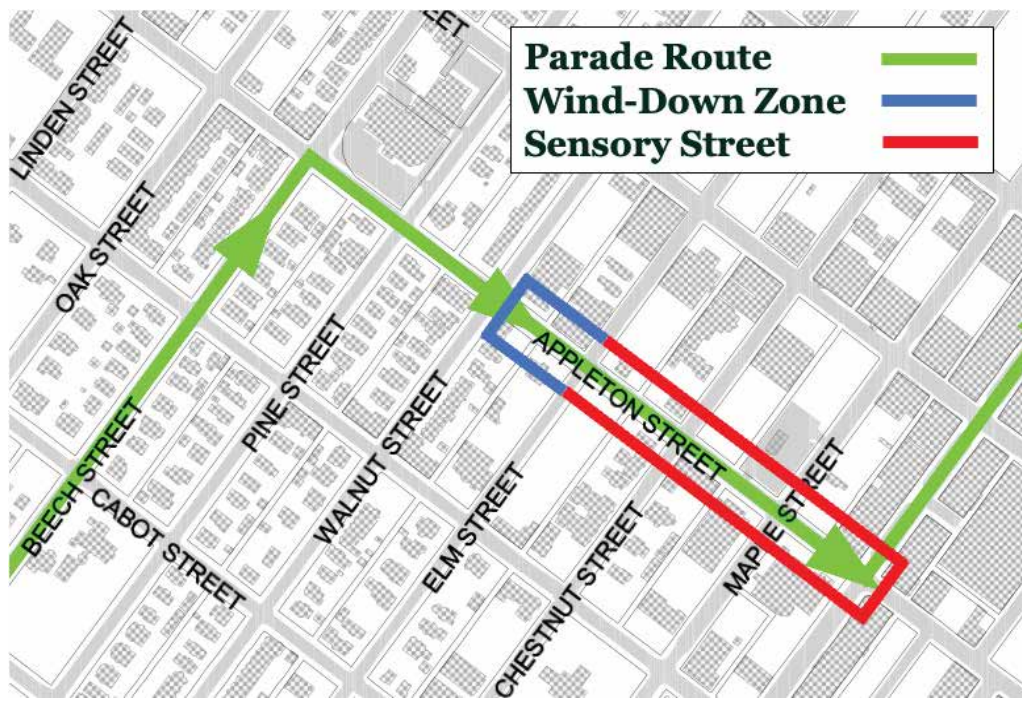 Parade Route
Wind-Down Zone
Sensory Street
LINDEN STREET
OAK STREET
BEECH STREET
CABOT STREET
PINE STREET
WALNUT STREET
ELM STREET
CHESTNUT STREET
MAPLE STREET
APPLETON STREET